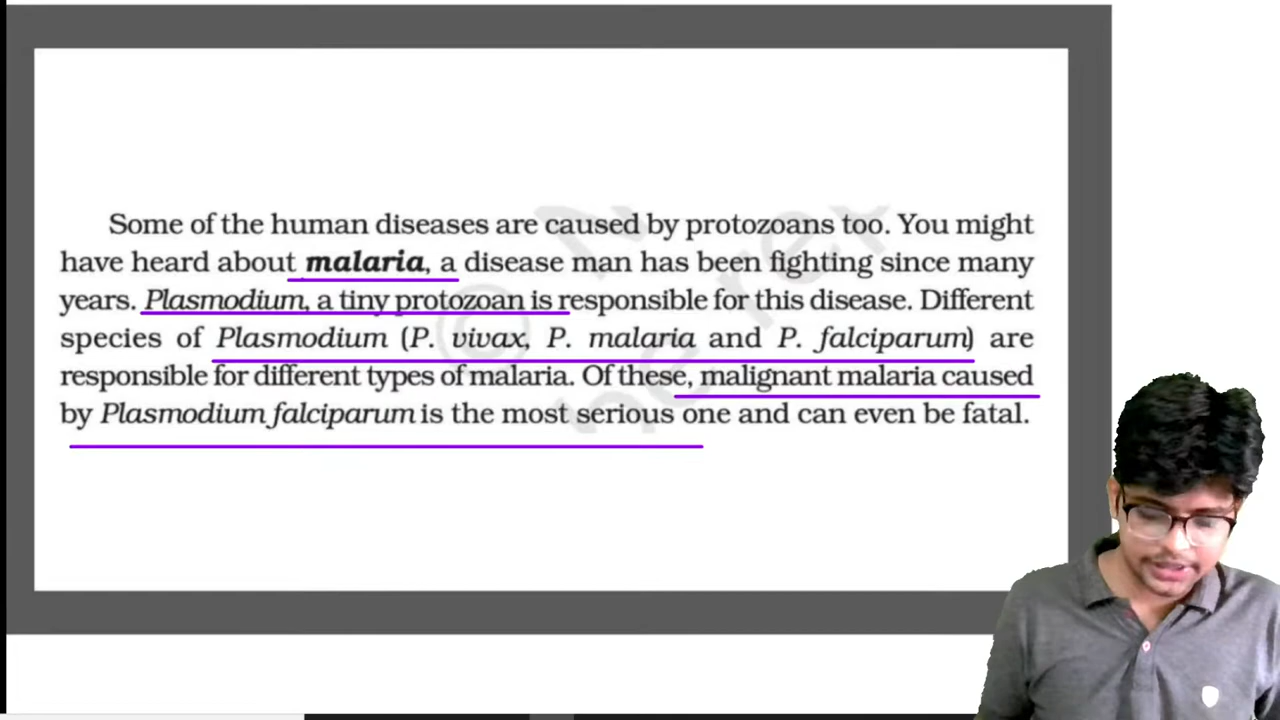 Some of the human diseases are caused by protozoans too. You might
have heard about malaria, a disease man has been fighting since many
years. Plasmodium, a tiny protozoan is responsible for this disease. Different
species of Plasmodium (P. vivax, P. malaria and P. falciparum) are
responsible for different types of malaria. Of these, malignant malaria caused
by Plasmodium falciparum is the most serious one and can even be fatal.